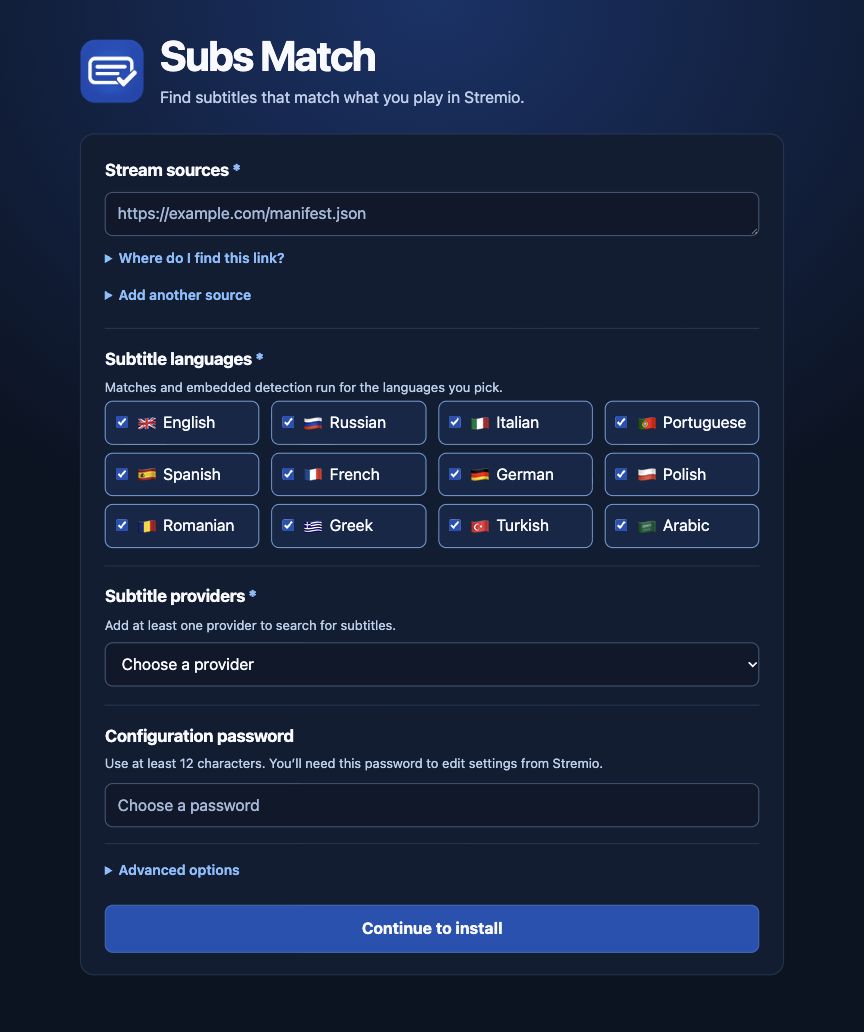 Subs Match
Find subtitles that match what you play in Stremio.
Stream sources *
https://example.com/manifest.json
Where do I find this link?
Add another source
Subtitle languages *
Matches and embedded detection run for the languages you pick.
English Russian Italian Portuguese
Spanish French German Polish
Romanian Greek Turkish Arabic
Subtitle providers *
Add at least one provider to search for subtitles.
Choose a provider
Configuration password
Use at least 12 characters. You’ll need this password to edit settings from Stremio.
Choose a password
Advanced options
Continue to install